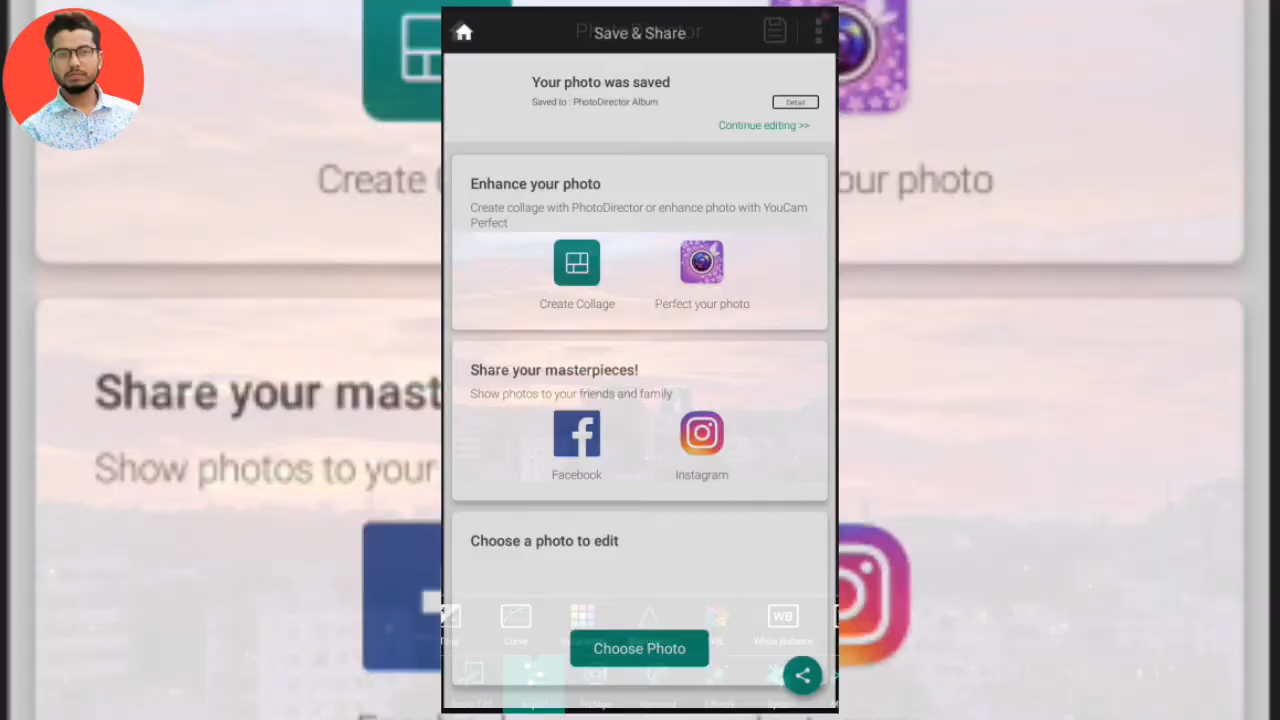 PhotoDirector
Save & Share
Your photo was saved
Saved to : PhotoDirector Album
Detail
Continue editing >>
Enhance your photo
Create collage with PhotoDirector or enhance photo with YouCam
Perfect
Create Collage
Perfect your photo
Share your masterpieces!
Show photos to your friends and family
Facebook
Instagram
Choose a photo to edit
WB
Curve
White Balance
Choose Photo
Effects
Create
our photo
Share your mast
Show photos to your